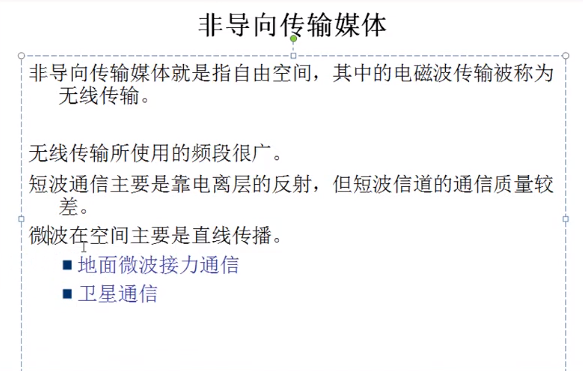 非导向传输媒体
非导向传输媒体就是指自由空间，其中的电磁波传输被称为
无线传输。
无线传输所使用的频段很广。
短波通信主要是靠电离层的反射，但短波信道的通信质量较
差。
微波在空间主要是直线传播。
地面微波接力通信
卫星通信